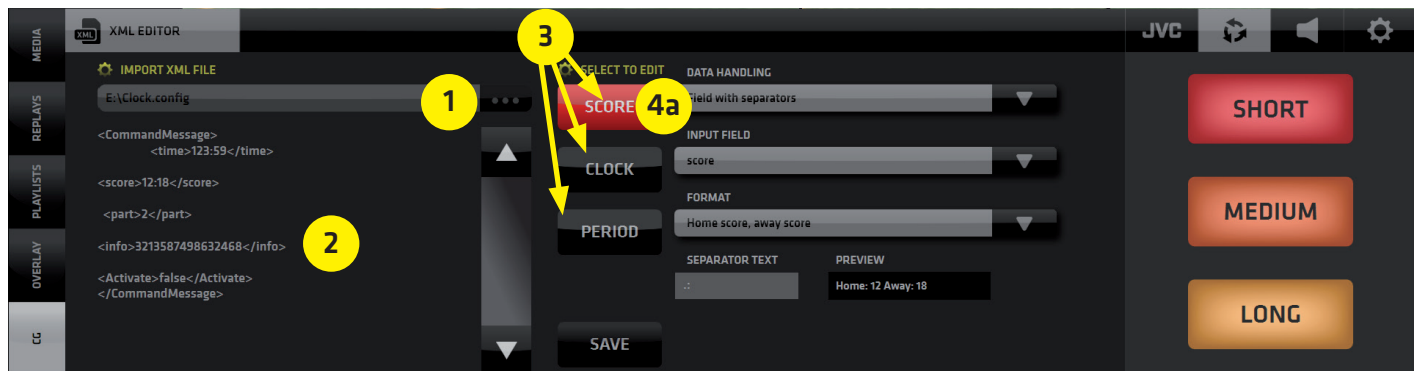 MEDIA
REPLAYS
PLAYLISTS
OVERLAY
CG
XML
XML EDITOR
JVC
IMPORT XML FILE
E:\Clock.config
1
<CommandMessage>
<time>123:59</time>
<score>12:18</score>
<part>2</part>
<info>3213587498632468</info>
2
<Activate>false</Activate>
</CommandMessage>
3
SELECT TO EDIT
SCORE
4a
CLOCK
PERIOD
SAVE
DATA HANDLING
Field with separators
INPUT FIELD
score
FORMAT
Home score, away score
SEPARATOR TEXT
.:
PREVIEW
Home: 12 Away: 18
SHORT
MEDIUM
LONG